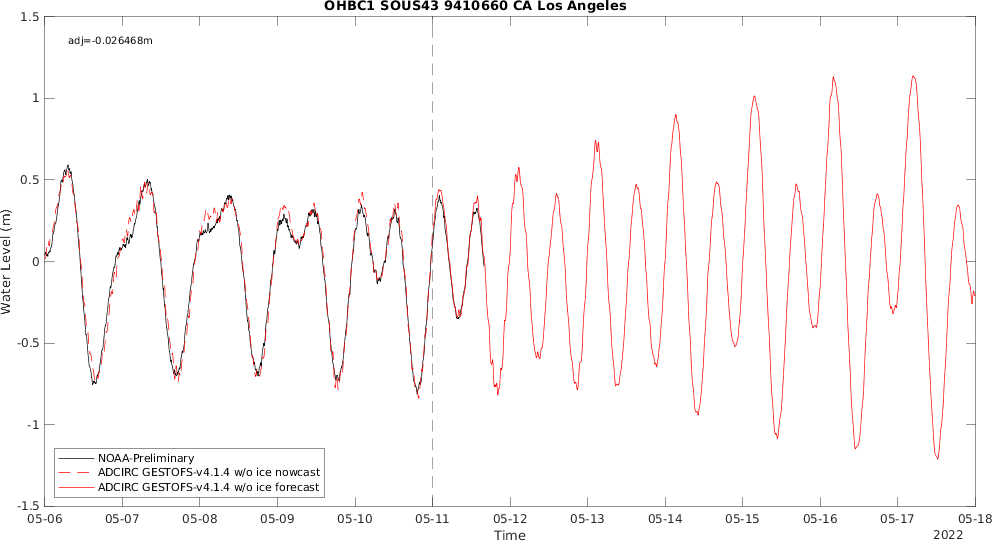 OHBC1 SOUS43 9410660 CA Los Angeles
adj=-0.026468m
1.5
1
0.5
0
-0.5
-1
-1.5
Water Level (m)
NOAA-Preliminary
ADCIRC GESTOFS-v4.1.4 w/o ice nowcast
ADCIRC GESTOFS-v4.1.4 w/o ice forecast
05-06 05-07 05-08 05-09 05-10 05-11 05-12 05-13 05-14 05-15 05-16 05-17 05-18
Time
2022